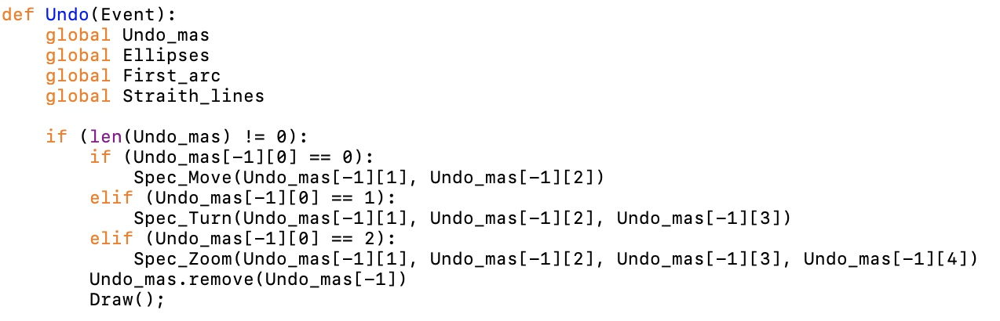 def Undo(Event):
    global Undo_mas
    global Ellipses
    global First_arc
    global Straith_lines

    if (len(Undo_mas) != 0):
        if (Undo_mas[-1][0] == 0):
            Spec_Move(Undo_mas[-1][1], Undo_mas[-1][2])
        elif (Undo_mas[-1][0] == 1):
            Spec_Turn(Undo_mas[-1][1], Undo_mas[-1][2], Undo_mas[-1][3])
        elif (Undo_mas[-1][0] == 2):
            Spec_Zoom(Undo_mas[-1][1], Undo_mas[-1][2], Undo_mas[-1][3], Undo_mas[-1][4])
        Undo_mas.remove(Undo_mas[-1])
        Draw();